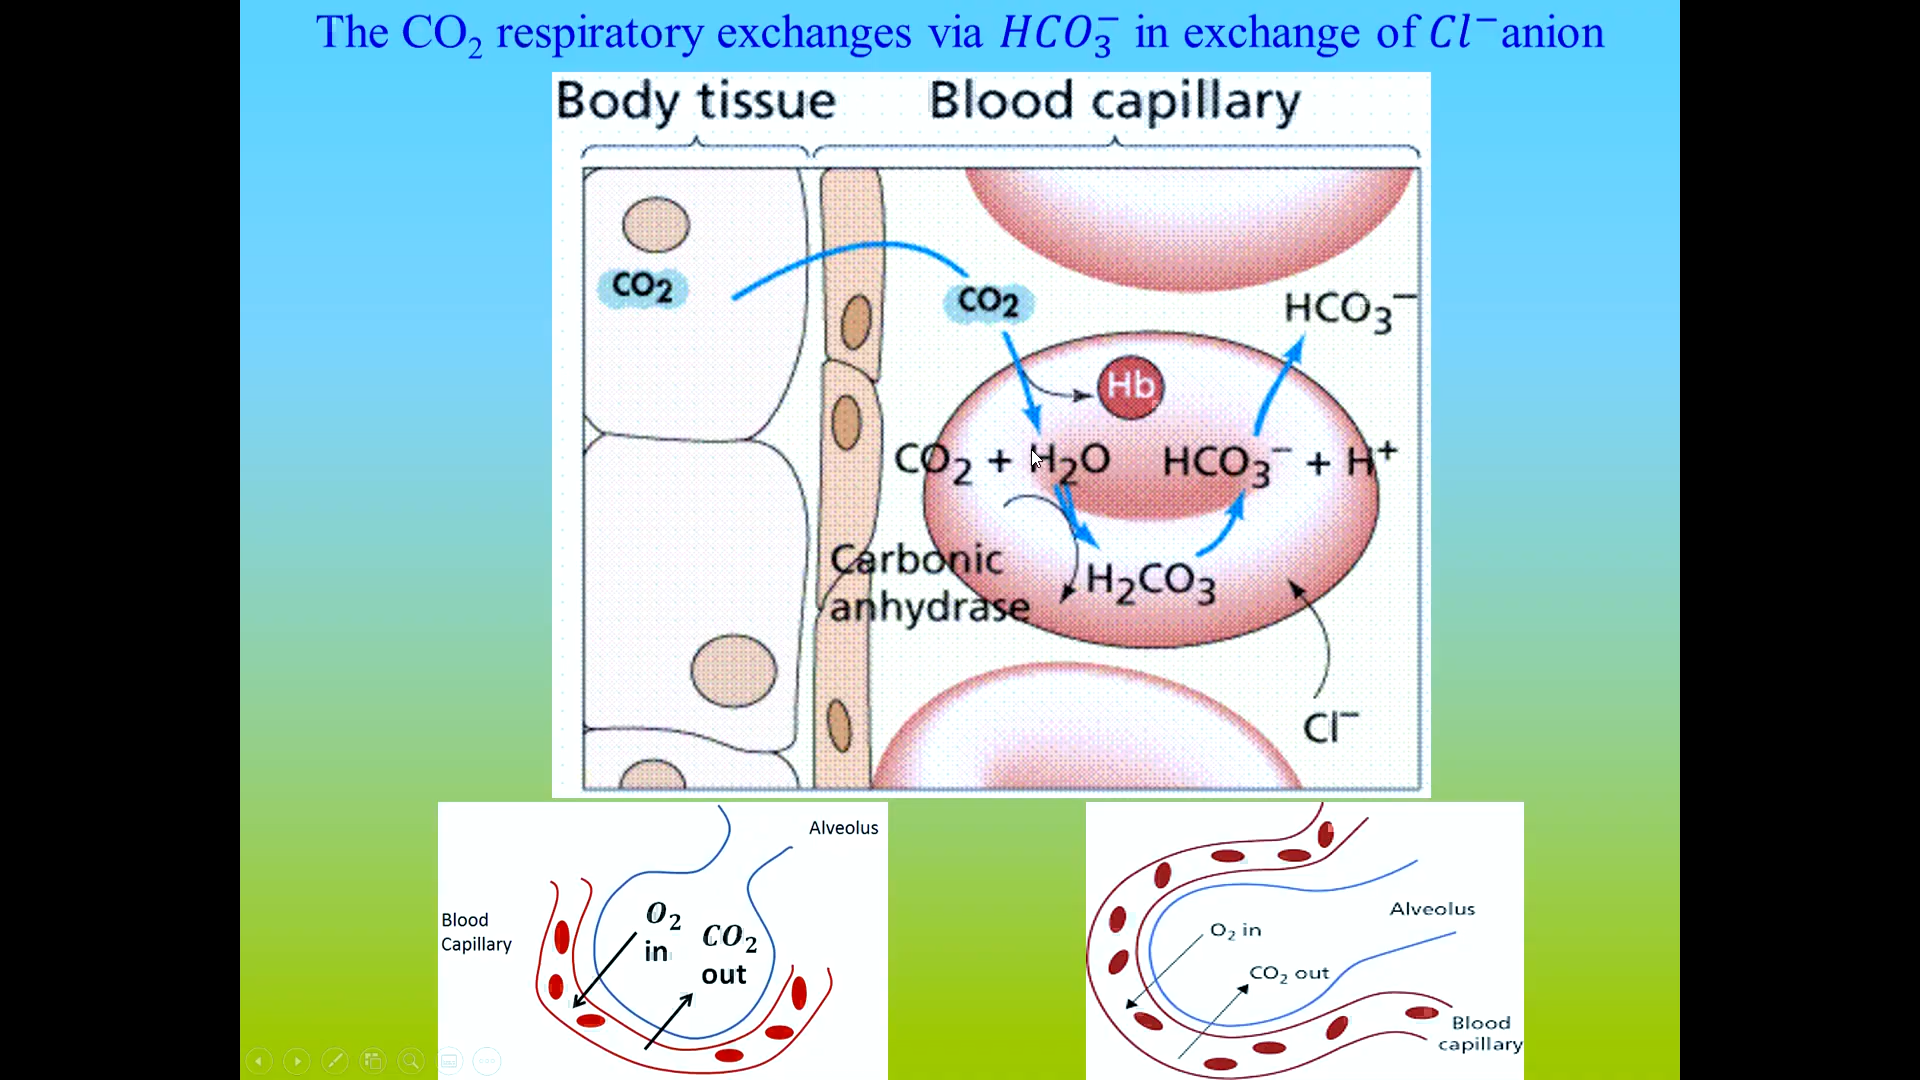 The CO₂ respiratory exchanges via HCO₃⁻ in exchange of Cl⁻ anion
Body tissue
Blood capillary
CO₂
CO₂
HCO₃⁻
Hb
CO₂ + H₂O
HCO₃⁻ + H⁺
Carbonic
anhydrase
H₂CO₃
Cl⁻
Alveolus
Blood
Capillary
O₂
in
CO₂
out
Alveolus
O₂ in
CO₂ out
Blood
capillary